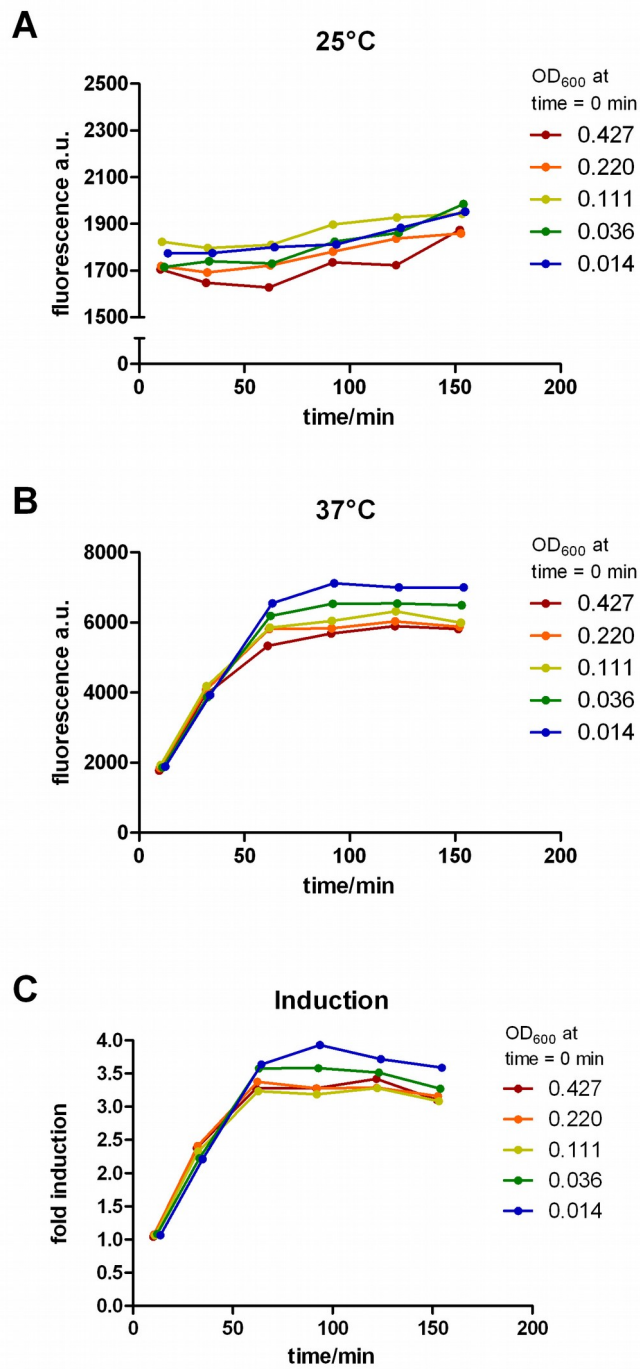 A
25°C
OD600 at
time = 0 min
0.427
0.220
0.111
0.036
0.014
fluorescence a.u.
2500
2300
2100
1900
1700
1500
0
0 50 100 150 200
time/min
B
37°C
OD600 at
time = 0 min
0.427
0.220
0.111
0.036
0.014
fluorescence a.u.
8000
6000
4000
2000
0
0 50 100 150 200
time/min
C
Induction
OD600 at
time = 0 min
0.427
0.220
0.111
0.036
0.014
fold induction
4.0
3.5
3.0
2.5
2.0
1.5
1.0
0.5
0.0
0 50 100 150 200
time/min